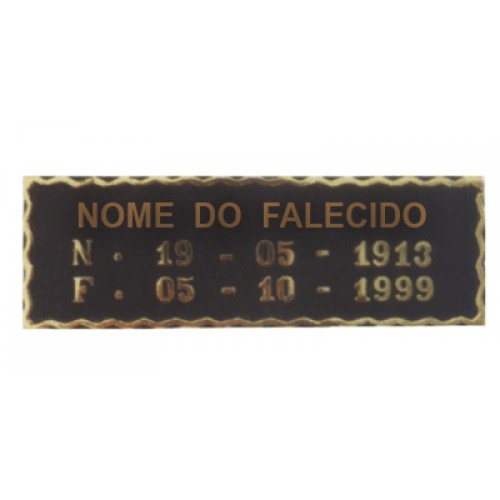 NOME DO FALECIDO
N. 19 - 05 - 1913
F. 05 - 10 - 1999